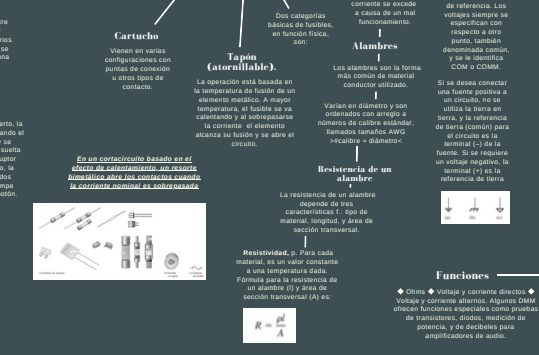 Cartucho
Vienen en varias
configuraciones con
puntas de conexión
u otros tipos de
contacto.
Tapón
(atornillable).
La operación está basada en
la temperatura de fusión de un
elemento metálico. A mayor
temperatura, el fusible se va
calentando y al sobrepasarse
la corriente el elemento
alcanza su fusión y se abre el
circuito.
En un cortacircuito basado en el
efecto de calentamiento, un resorte
bimetálico abre los contactos cuando
la corriente nominal es sobrepasada
Dos categorías
básicas de fusibles,
en función física,
son:
corriente se excede
a causa de un mal
funcionamiento.
Alambres
Los alambres son la forma
más común de material
conductor utilizado.
Varían en diámetro y son
ordenados con arreglo a
números de calibre estándar,
llamados tamaños AWG
>#calibre = diámetro<
Resistencia de un
alambre
La resistencia de un alambre
depende de tres
características f.: tipo de
material, longitud, y área de
sección transversal.
Resistividad, p. Para cada
material, es un valor constante
a una temperatura dada.
Fórmula para la resistencia de
un alambre (l) y área de
sección transversal (A) es:
R = ρl
A
de referencia. Los
voltajes siempre se
especifican con
respecto a otro
punto, también
denominada común,
y se le identifica
COM o COMM.
Si se desea conectar
una fuente positiva a
un circuito, no se
utiliza la tierra en
tierra, y la referencia
de tierra (común) para
el circuito es la
terminal (–) de la
fuente. Si se requiere
un voltaje negativo, la
terminal (+) es la
referencia de tierra
Funciones
◆ Ohms ◆ Voltaje y corriente directos ◆
Voltaje y corriente alternos. Algunos DMM
ofrecen funciones especiales como pruebas
de transistores, diodos, medición de
potencia, y de decibeles para
amplificadores de audio.